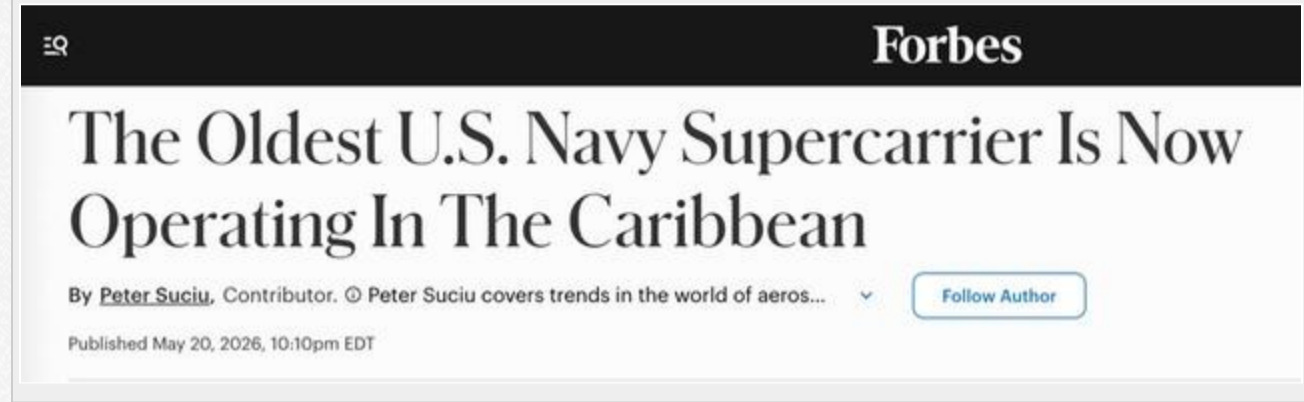 Forbes
The Oldest U.S. Navy Supercarrier Is Now
Operating In The Caribbean
By Peter Suciu, Contributor. ⓘ Peter Suciu covers trends in the world of aeros...
Follow Author
Published May 20, 2026, 10:10pm EDT